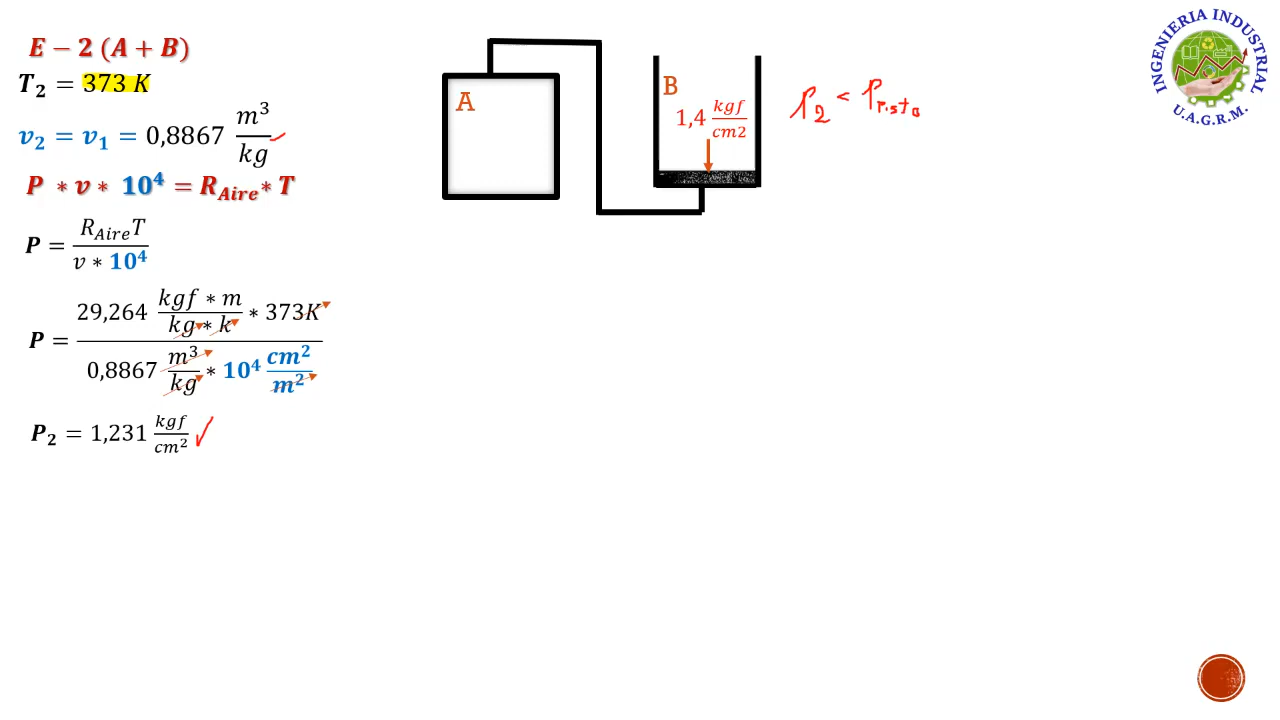 E − 2 (A + B)
T₂ = 373 K
v₂ = v₁ = 0,8867 m³/kg
P * v * 10⁴ = R_Aire * T
P = R_Aire T / v * 10⁴
P = 29,264 kgf * m / kg * k * 373K / 0,8867 m³/kg * 10⁴ cm²/m²
P₂ = 1,231 kgf/cm²
A
B
1,4 kgf/cm2
P2 < Pristo
INGENIERIA INDUSTRIAL
U.A.G.R.M.